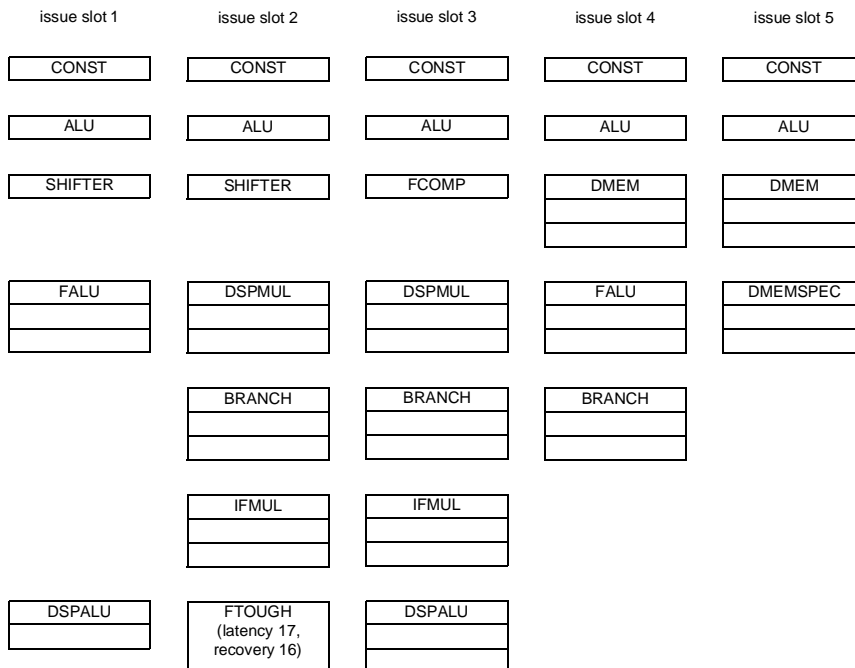 issue slot 1 issue slot 2 issue slot 3 issue slot 4 issue slot 5
CONST CONST CONST CONST CONST
ALU ALU ALU ALU ALU
SHIFTER SHIFTER FCOMP DMEM DMEM
FALU DSPMUL DSPMUL FALU DMEMSPEC
BRANCH BRANCH BRANCH
IFMUL IFMUL
DSPALU FTOUGH DSPALU
(latency 17,
recovery 16)